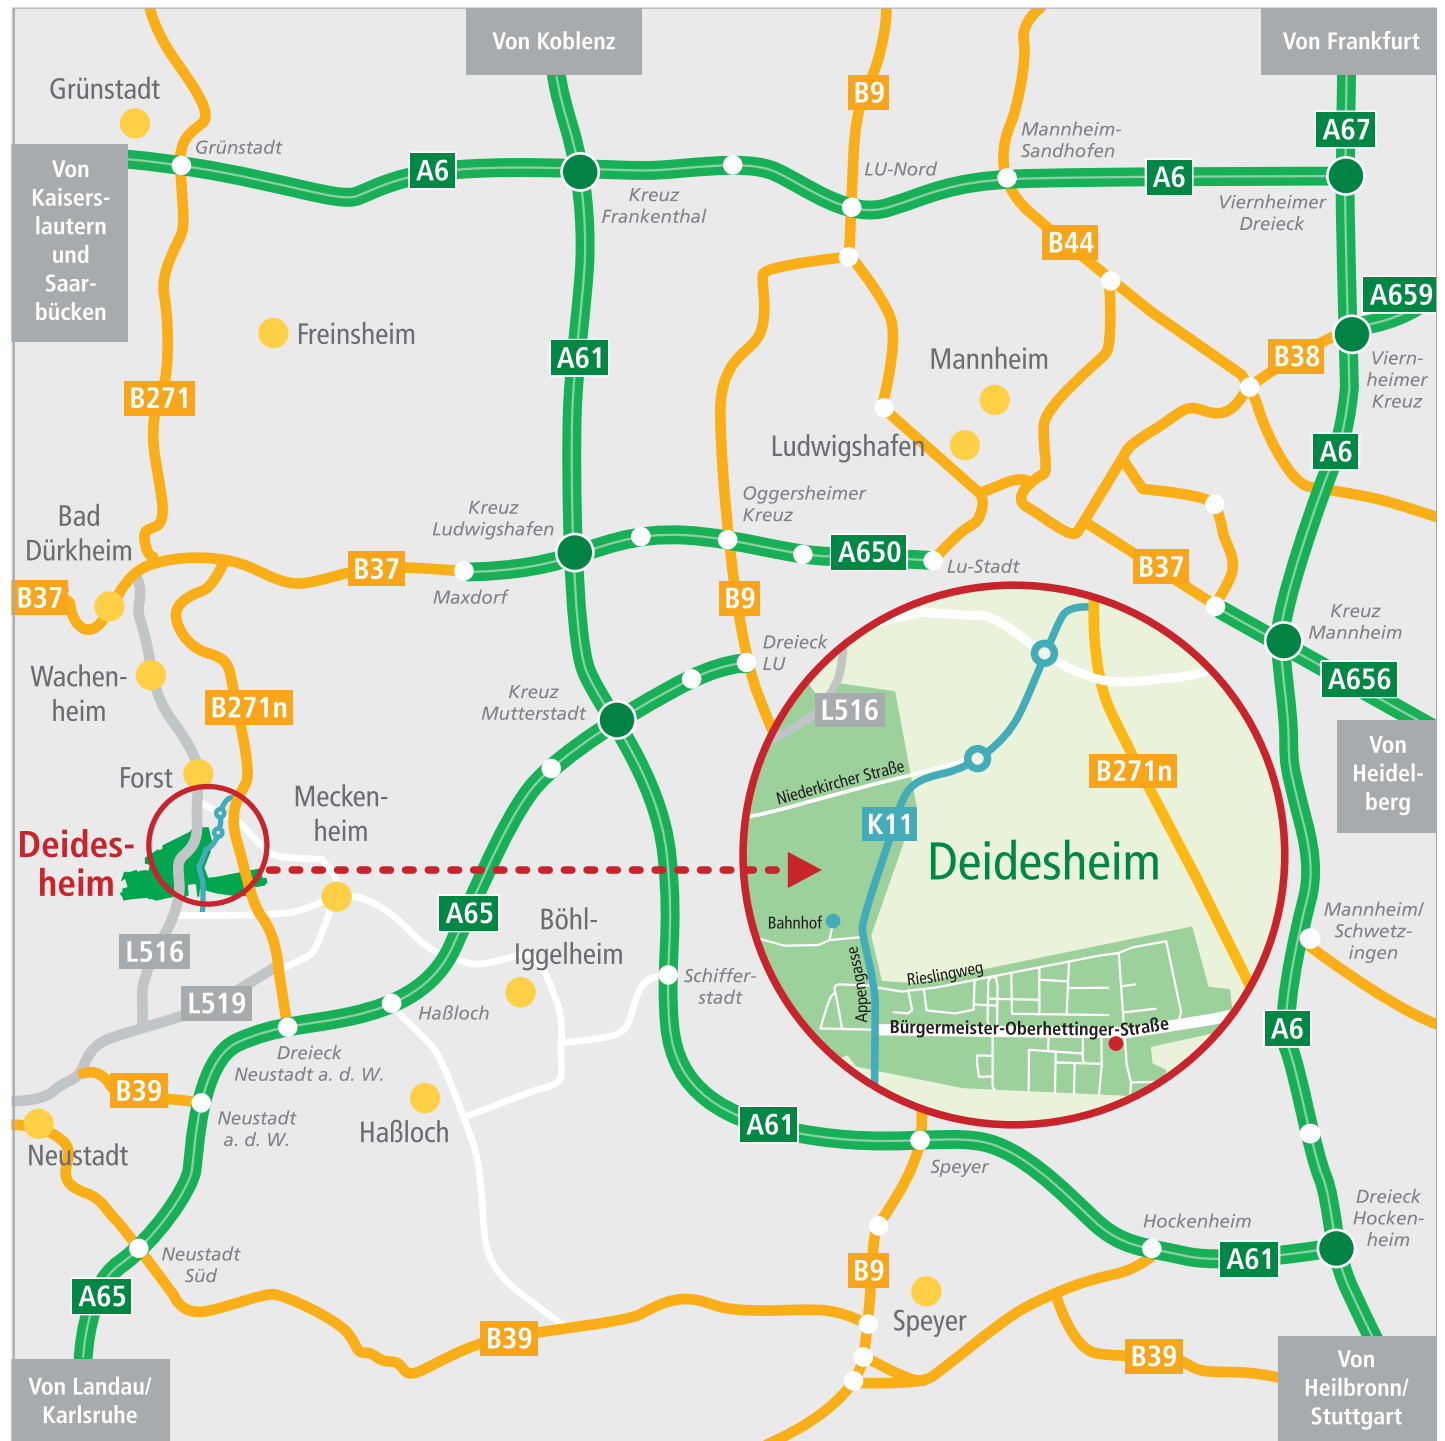 Von Koblenz
Von Frankfurt
Grünstadt
B9
A67
Mannheim-
Sandhofen
Grünstadt
Von
Kaisers-
lautern
und
Saar-
brücken
A6
LU-Nord
A6
Kreuz
Frankenthal
Viernheimer
Dreieck
B44
A659
Freinsheim
A61
Mannheim
B38
Viern-
heimer
Kreuz
B271
Ludwigshafen
A6
Kreuz
Ludwigshafen
Oggersheimer
Kreuz
Bad
Dürkheim
A650
B37
Lu-Stadt
B37
B37
Maxdorf
B9
Kreuz
Mannheim
Dreieck
LU
Wachen-
heim
B271n
Kreuz
Mutterstadt
A656
L516
Von
Heidel-
berg
Forst
Niederkircher Straße
B271n
Mecken-
heim
K11
Deides-
heim
Deidesheim
A65
Böhl-
Iggelheim
Bahnhof
Mannheim/
Schwetz-
ingen
L516
Schiffer-
stadt
Appengasse
Rieslingweg
L519
Haßloch
Bürgermeister-Oberhettinger-Straße
A6
Dreieck
Neustadt a. d. W.
B39
Neustadt
a. d. W.
Haßloch
A61
Neustadt
Speyer
Dreieck
Hocken-
heim
Hockenheim
Neustadt
Süd
A65
B9
A61
Speyer
B39
B39
Von Landau/
Karlsruhe
Von
Heilbronn/
Stuttgart